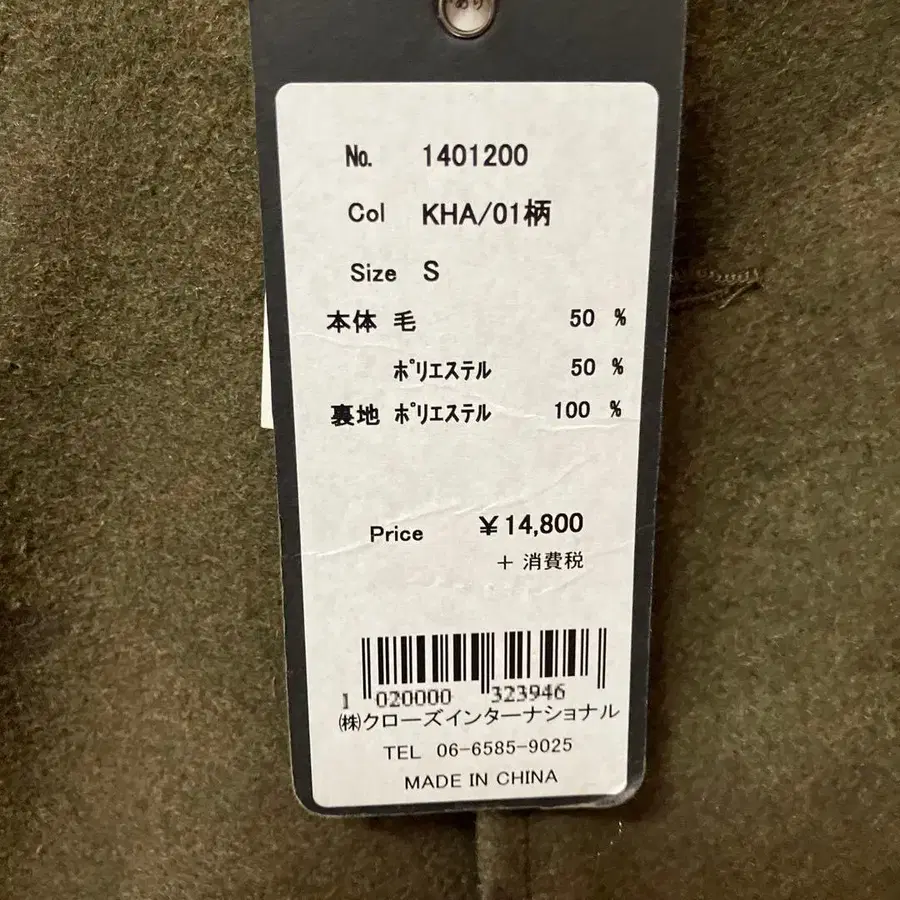 No. 1401200
Col KHA/01柄
Size S
本体 毛 50 %
ﾎﾟﾘｴｽﾃﾙ 50 %
裏地 ﾎﾟﾘｴｽﾃﾙ 100 %
Price ￥14,800
＋ 消費税
1 020000 323946
㈱クローズインターナショナル
TEL 06-6585-9025
MADE IN CHINA